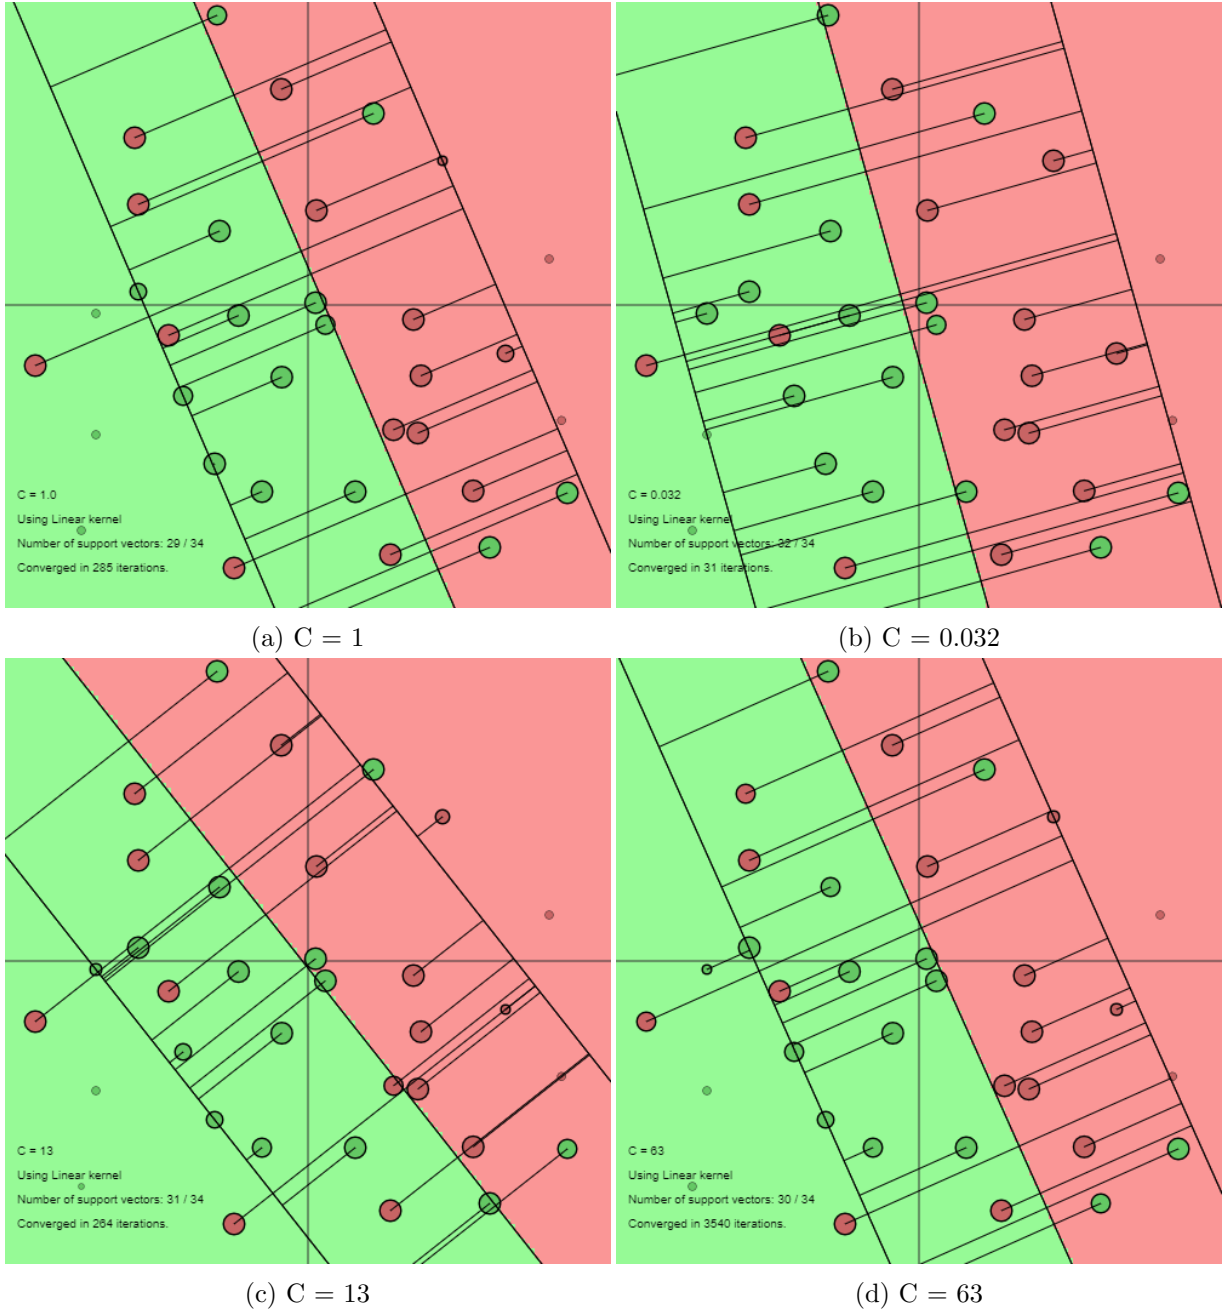 C = 1.0
Using Linear kernel
Number of support vectors: 29 / 34
Converged in 285 iterations.
C = 0.032
Using Linear kernel
Number of support vectors: 32 / 34
Converged in 31 iterations.
(a) C = 1
(b) C = 0.032
C = 13
Using Linear kernel
Number of support vectors: 31 / 34
Converged in 264 iterations.
C = 63
Using Linear kernel
Number of support vectors: 30 / 34
Converged in 3540 iterations.
(c) C = 13
(d) C = 63